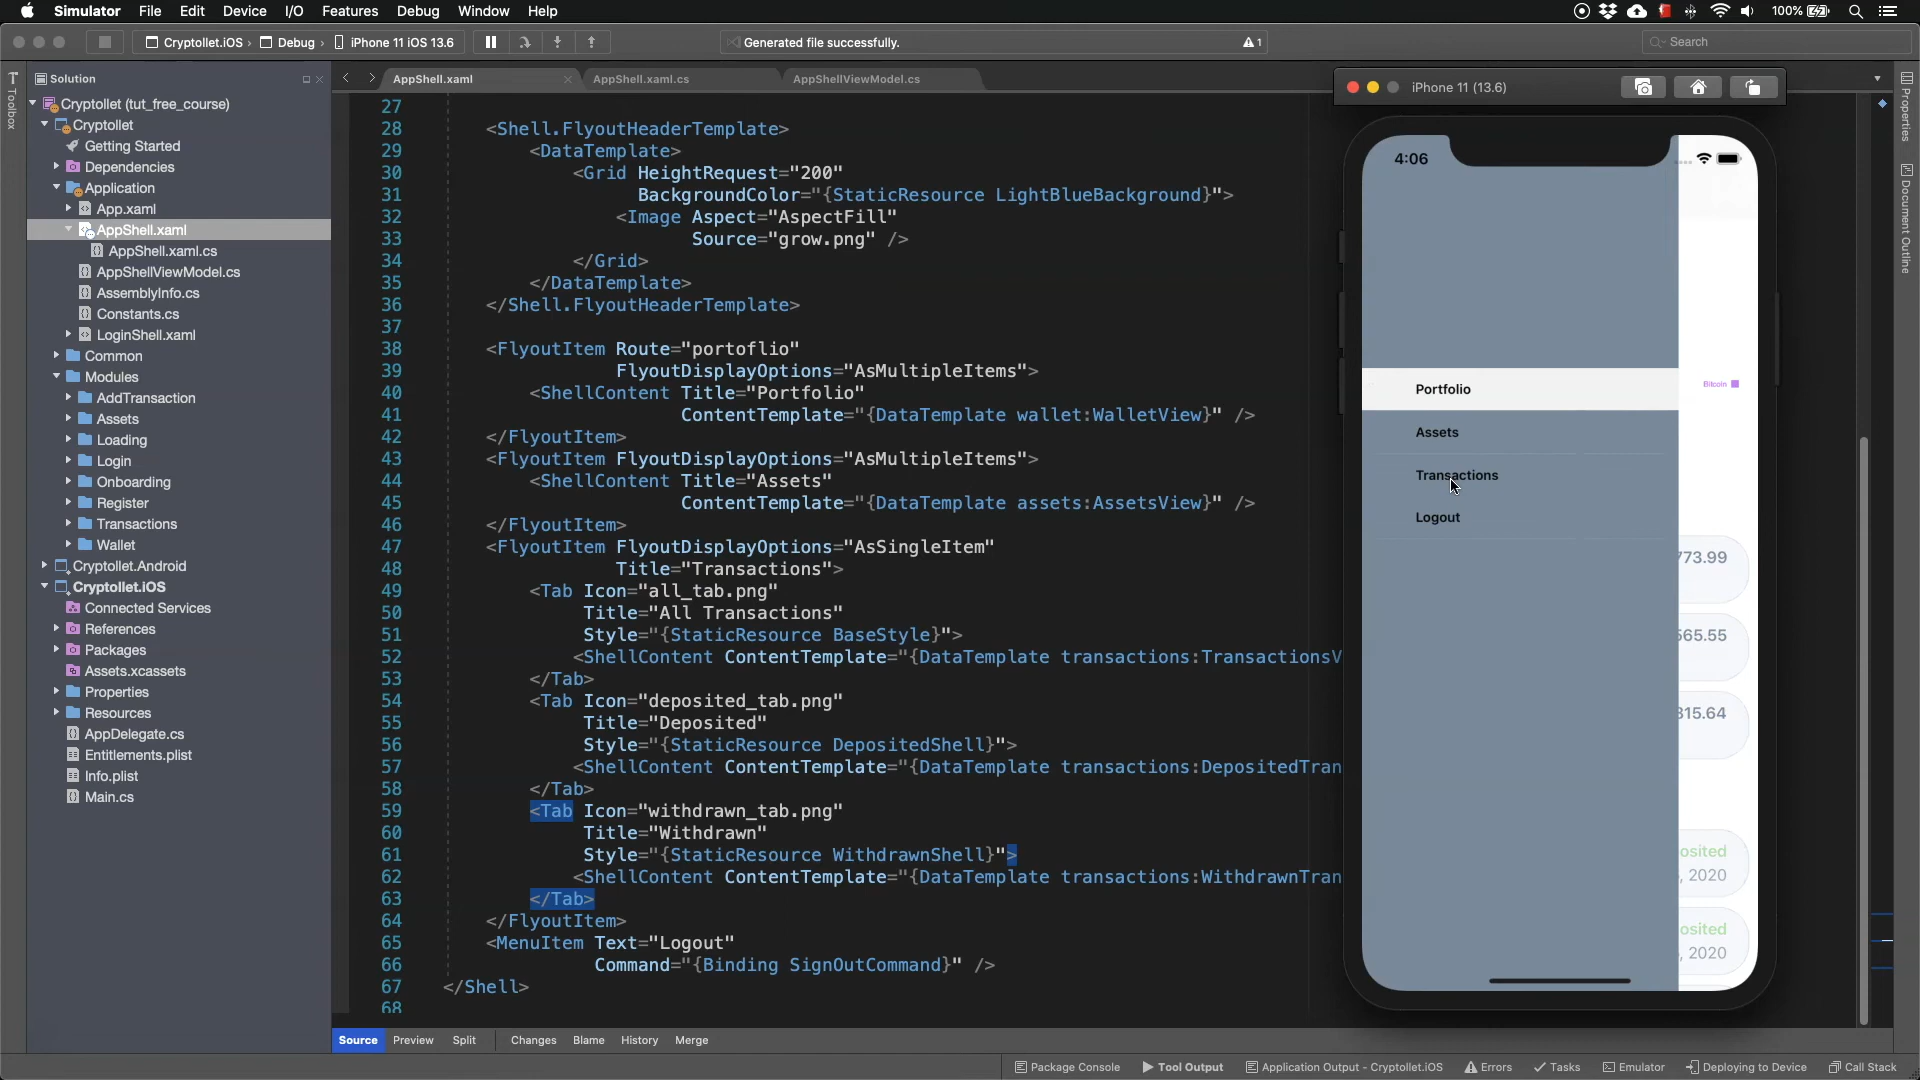 Simulator File Edit Device I/O Features Debug Window Help
100%
Cryptollet.iOS › Debug › iPhone 11 iOS 13.6
Generated file successfully.
1
Search
Toolbox
Solution
AppShell.xaml
AppShell.xaml.cs
AppShellViewModel.cs
Cryptollet (tut_free_course)
Cryptollet
Getting Started
Dependencies
Application
App.xaml
AppShell.xaml
AppShell.xaml.cs
AppShellViewModel.cs
AssemblyInfo.cs
Constants.cs
LoginShell.xaml
Common
Modules
AddTransaction
Assets
Loading
Login
Onboarding
Register
Transactions
Wallet
Cryptollet.Android
Cryptollet.iOS
Connected Services
References
Packages
Assets.xcassets
Properties
Resources
AppDelegate.cs
Entitlements.plist
Info.plist
Main.cs
27
28 <Shell.FlyoutHeaderTemplate>
29 <DataTemplate>
30 <Grid HeightRequest="200"
31 BackgroundColor="{StaticResource LightBlueBackground}">
32 <Image Aspect="AspectFill"
33 Source="grow.png" />
34 </Grid>
35 </DataTemplate>
36 </Shell.FlyoutHeaderTemplate>
37
38 <FlyoutItem Route="portoflio"
39 FlyoutDisplayOptions="AsMultipleItems">
40 <ShellContent Title="Portfolio"
41 ContentTemplate="{DataTemplate wallet:WalletView}" />
42 </FlyoutItem>
43 <FlyoutItem FlyoutDisplayOptions="AsMultipleItems">
44 <ShellContent Title="Assets"
45 ContentTemplate="{DataTemplate assets:AssetsView}" />
46 </FlyoutItem>
47 <FlyoutItem FlyoutDisplayOptions="AsSingleItem"
48 Title="Transactions">
49 <Tab Icon="all_tab.png"
50 Title="All Transactions"
51 Style="{StaticResource BaseStyle}">
52 <ShellContent ContentTemplate="{DataTemplate transactions:TransactionsV
53 </Tab>
54 <Tab Icon="deposited_tab.png"
55 Title="Deposited"
56 Style="{StaticResource DepositedShell}">
57 <ShellContent ContentTemplate="{DataTemplate transactions:DepositedTran
58 </Tab>
59 <Tab Icon="withdrawn_tab.png"
60 Title="Withdrawn"
61 Style="{StaticResource WithdrawnShell}">
62 <ShellContent ContentTemplate="{DataTemplate transactions:WithdrawnTran
63 </Tab>
64 </FlyoutItem>
65 <MenuItem Text="Logout"
66 Command="{Binding SignOutCommand}" />
67 </Shell>
68
iPhone 11 (13.6)
4:06
Portfolio
Bitcoin
Assets
Transactions
Logout
773.99
565.55
315.64
osited
, 2020
osited
, 2020
Properties
Document Outline
Source Preview Split Changes Blame History Merge
Package Console Tool Output Application Output - Cryptollet.iOS Errors Tasks Emulator Deploying to Device Call Stack